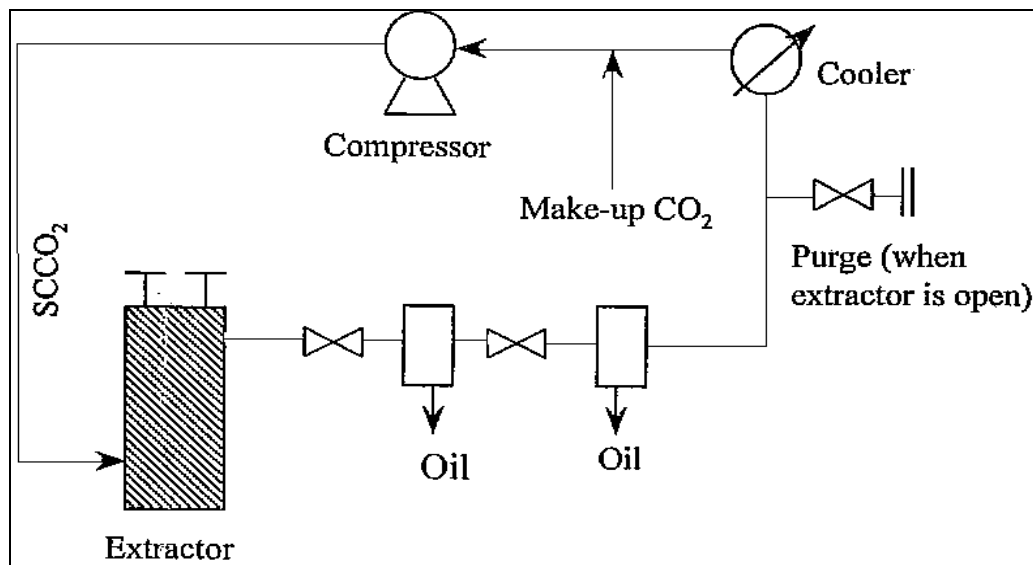 Cooler
Compressor
Make-up CO₂
Purge (when
extractor is open)
SCCO₂
Oil
Oil
Extractor